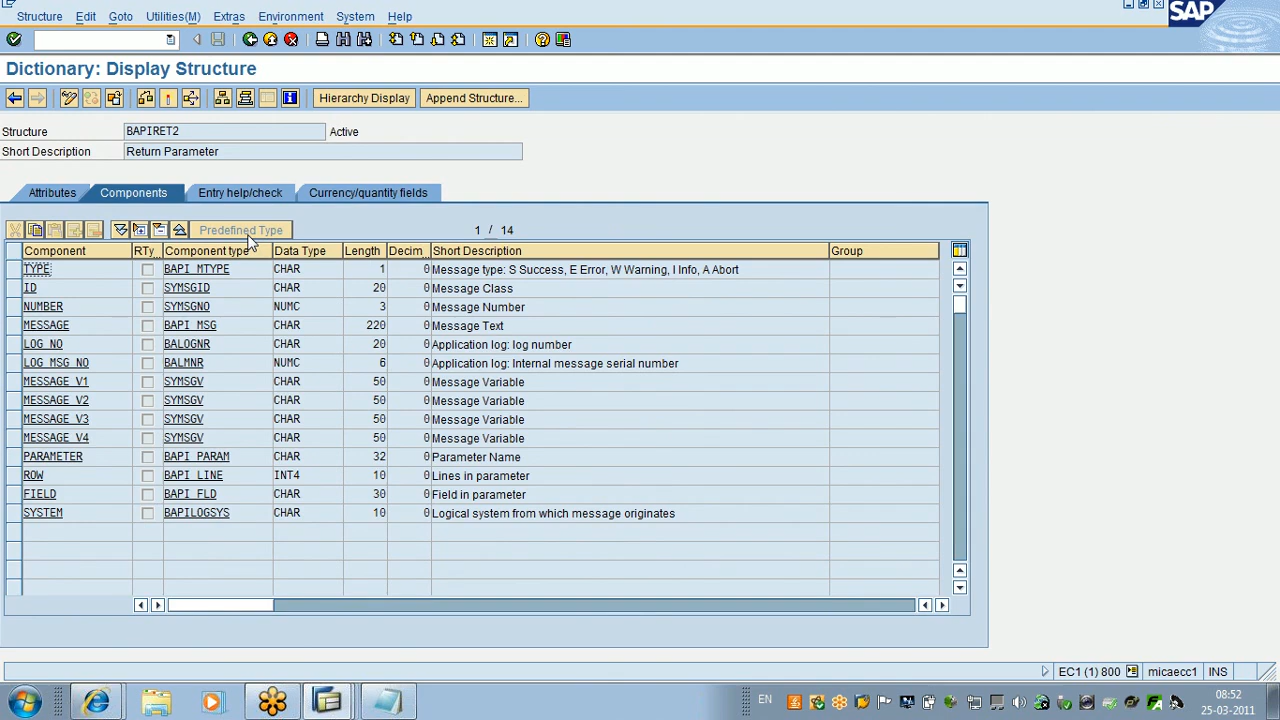 Structure Edit Goto Utilities(M) Extras Environment System Help
SAP
Dictionary: Display Structure
Hierarchy Display Append Structure...
Structure BAPIRET2 Active
Short Description Return Parameter
Attributes Components Entry help/check Currency/quantity fields
Predefined Type 1 / 14
Component RTy... Component type Data Type Length Decim... Short Description Group
TYPE BAPI_MTYPE CHAR 1 0 Message type: S Success, E Error, W Warning, I Info, A Abort
ID SYMSGID CHAR 20 0 Message Class
NUMBER SYMSGNO NUMC 3 0 Message Number
MESSAGE BAPI_MSG CHAR 220 0 Message Text
LOG_NO BALOGNR CHAR 20 0 Application log: log number
LOG_MSG_NO BALMNR NUMC 6 0 Application log: Internal message serial number
MESSAGE_V1 SYMSGV CHAR 50 0 Message Variable
MESSAGE_V2 SYMSGV CHAR 50 0 Message Variable
MESSAGE_V3 SYMSGV CHAR 50 0 Message Variable
MESSAGE_V4 SYMSGV CHAR 50 0 Message Variable
PARAMETER BAPI_PARAM CHAR 32 0 Parameter Name
ROW BAPI_LINE INT4 10 0 Lines in parameter
FIELD BAPI_FLD CHAR 30 0 Field in parameter
SYSTEM BAPILOGSYS CHAR 10 0 Logical system from which message originates
EC1 (1) 800 micaecc1 INS
EN 08:52
25-03-2011